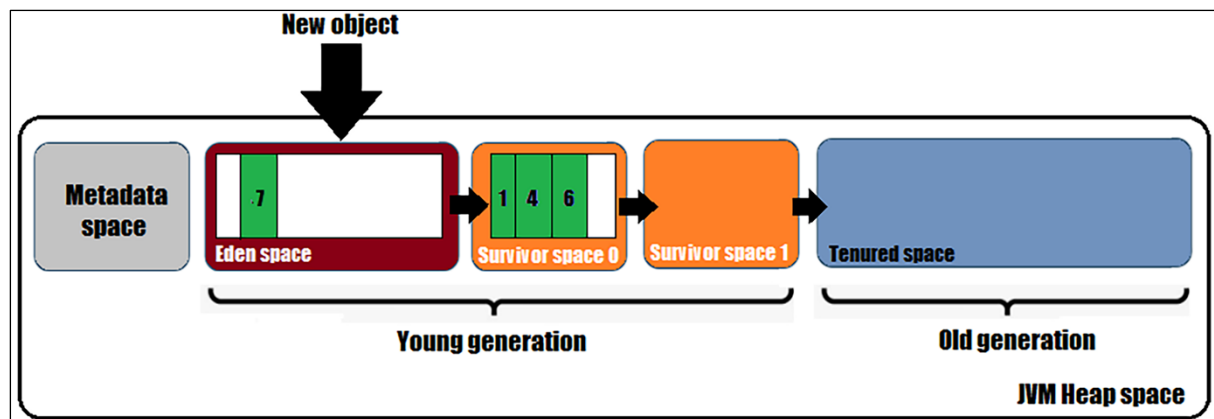 New object
Metadata
space
.7
1 4 6
Eden space
Survivor space 0
Survivor space 1
Tenured space
Young generation
Old generation
JVM Heap space